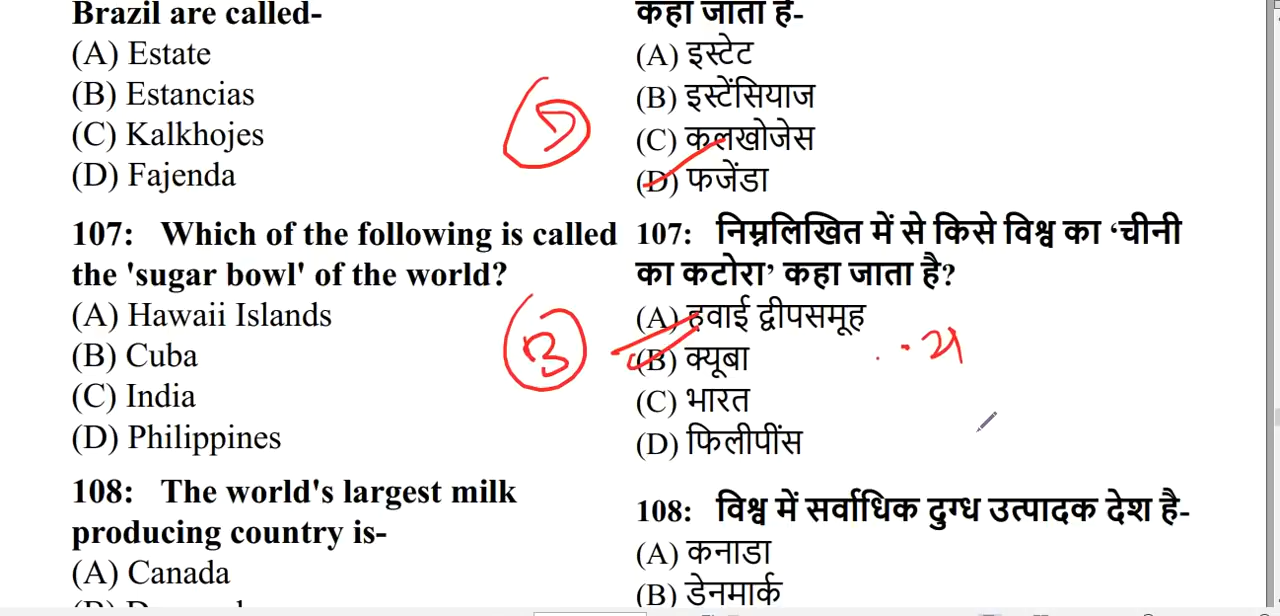 Brazil are called-
(A) Estate
(B) Estancias
(C) Kalkhojes
(D) Fajenda
D
107: Which of the following is called
the 'sugar bowl' of the world?
(A) Hawaii Islands
(B) Cuba
(C) India
(D) Philippines
B
108: The world's largest milk
producing country is-
(A) Canada
कहा जाता है-
(A) इस्टेट
(B) इस्टेंसियाज
(C) कलखोजेस
(D) फजेंडा
107: निम्नलिखित में से किसे विश्व का ‘चीनी
का कटोरा’ कहा जाता है?
(A) हवाई द्वीपसमूह
(B) क्यूबा
(C) भारत
(D) फिलीपींस
108: विश्व में सर्वाधिक दुग्ध उत्पादक देश है-
(A) कनाडा
(B) डेनमार्क